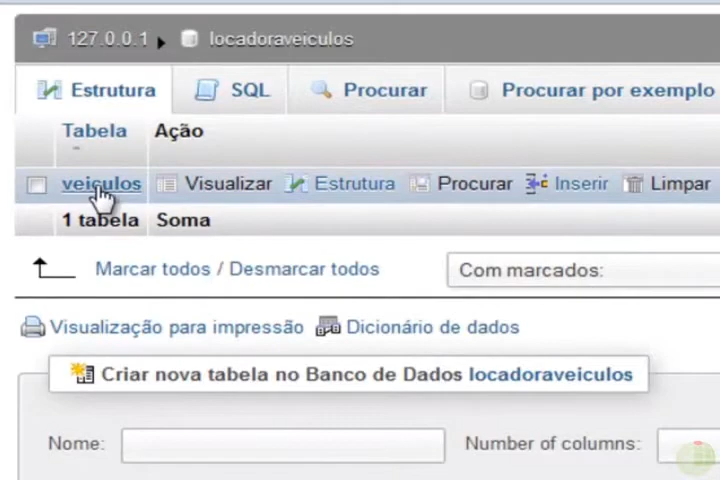 127.0.0.1 locadoraveiculos
Estrutura SQL Procurar Procurar por exemplo
Tabela Ação
veiculos Visualizar Estrutura Procurar Inserir Limpar
1 tabela Soma
Marcar todos / Desmarcar todos Com marcados:
Visualização para impressão Dicionário de dados
Criar nova tabela no Banco de Dados locadoraveiculos
Nome: Number of columns: